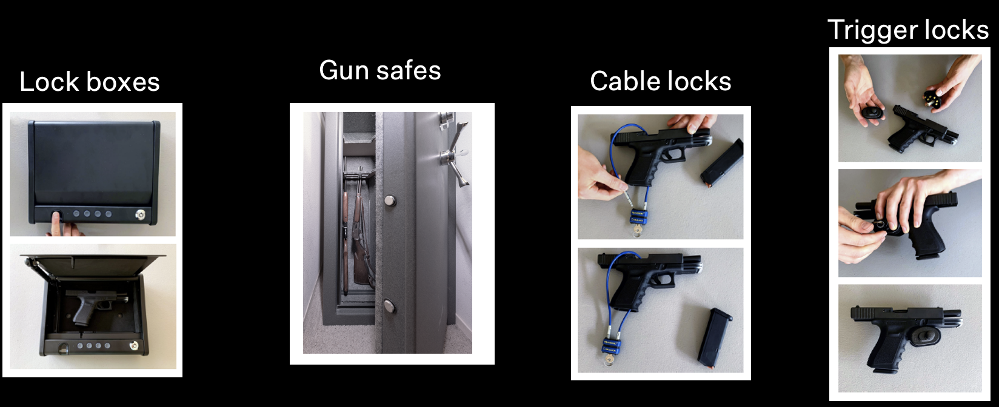 Lock boxes
Gun safes
Cable locks
Trigger locks